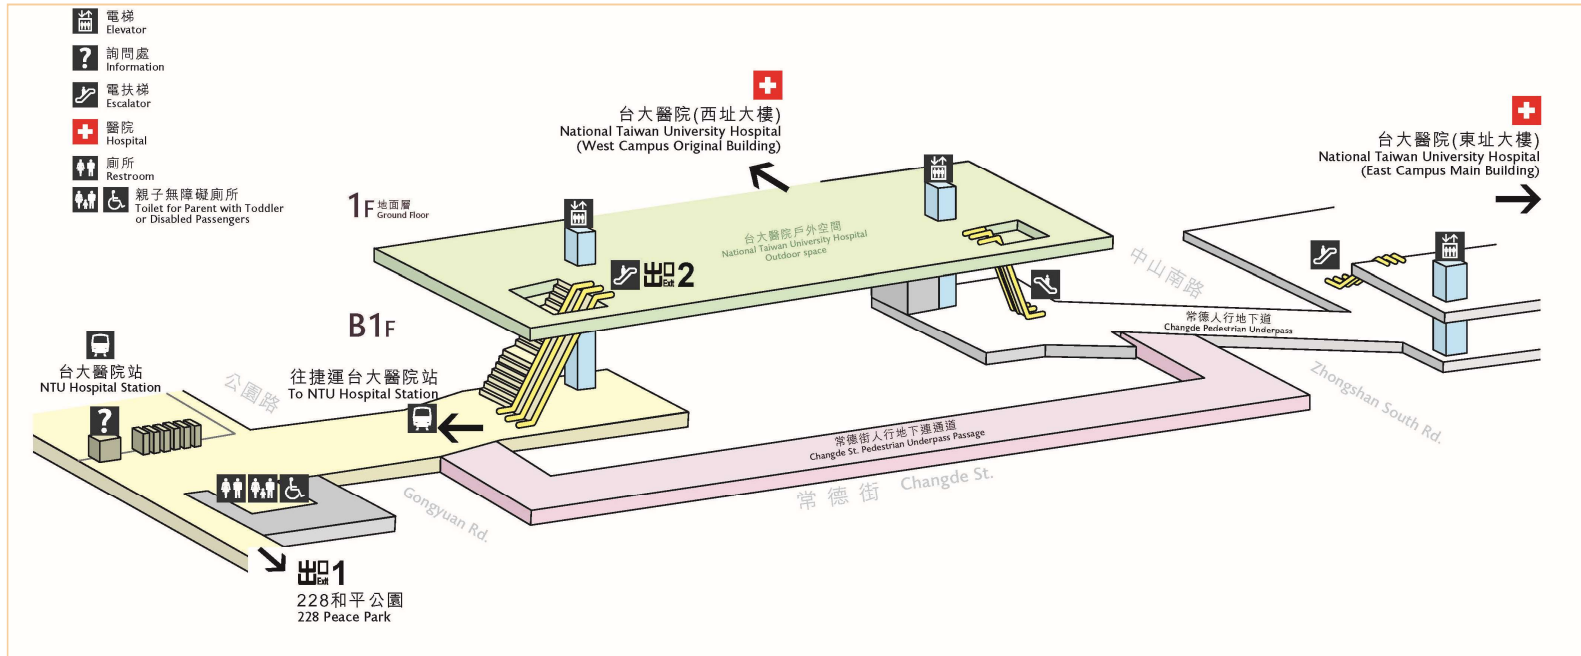 電梯
Elevator
詢問處
Information
電扶梯
Escalator
醫院
Hospital
廁所
Restroom
親子無障礙廁所
Toilet for Parent with Toddler
or Disabled Passengers
台大醫院(西址大樓)
National Taiwan University Hospital
(West Campus Original Building)
台大醫院(東址大樓)
National Taiwan University Hospital
(East Campus Main Building)
1F 地面層
Ground Floor
台大醫院戶外空間
National Taiwan University Hospital
Outdoor space
出口 Exit 2
中山南路
B1F
常德人行地下道
Changde Pedestrian Underpass
台大醫院站
NTU Hospital Station
公園路
往捷運台大醫院站
To NTU Hospital Station
Zhongshan South Rd.
常德街人行地下連通道
Changde St. Pedestrian Underpass Passage
常德街 Changde St.
Gongyuan Rd.
出口 Exit 1
228和平公園
228 Peace Park